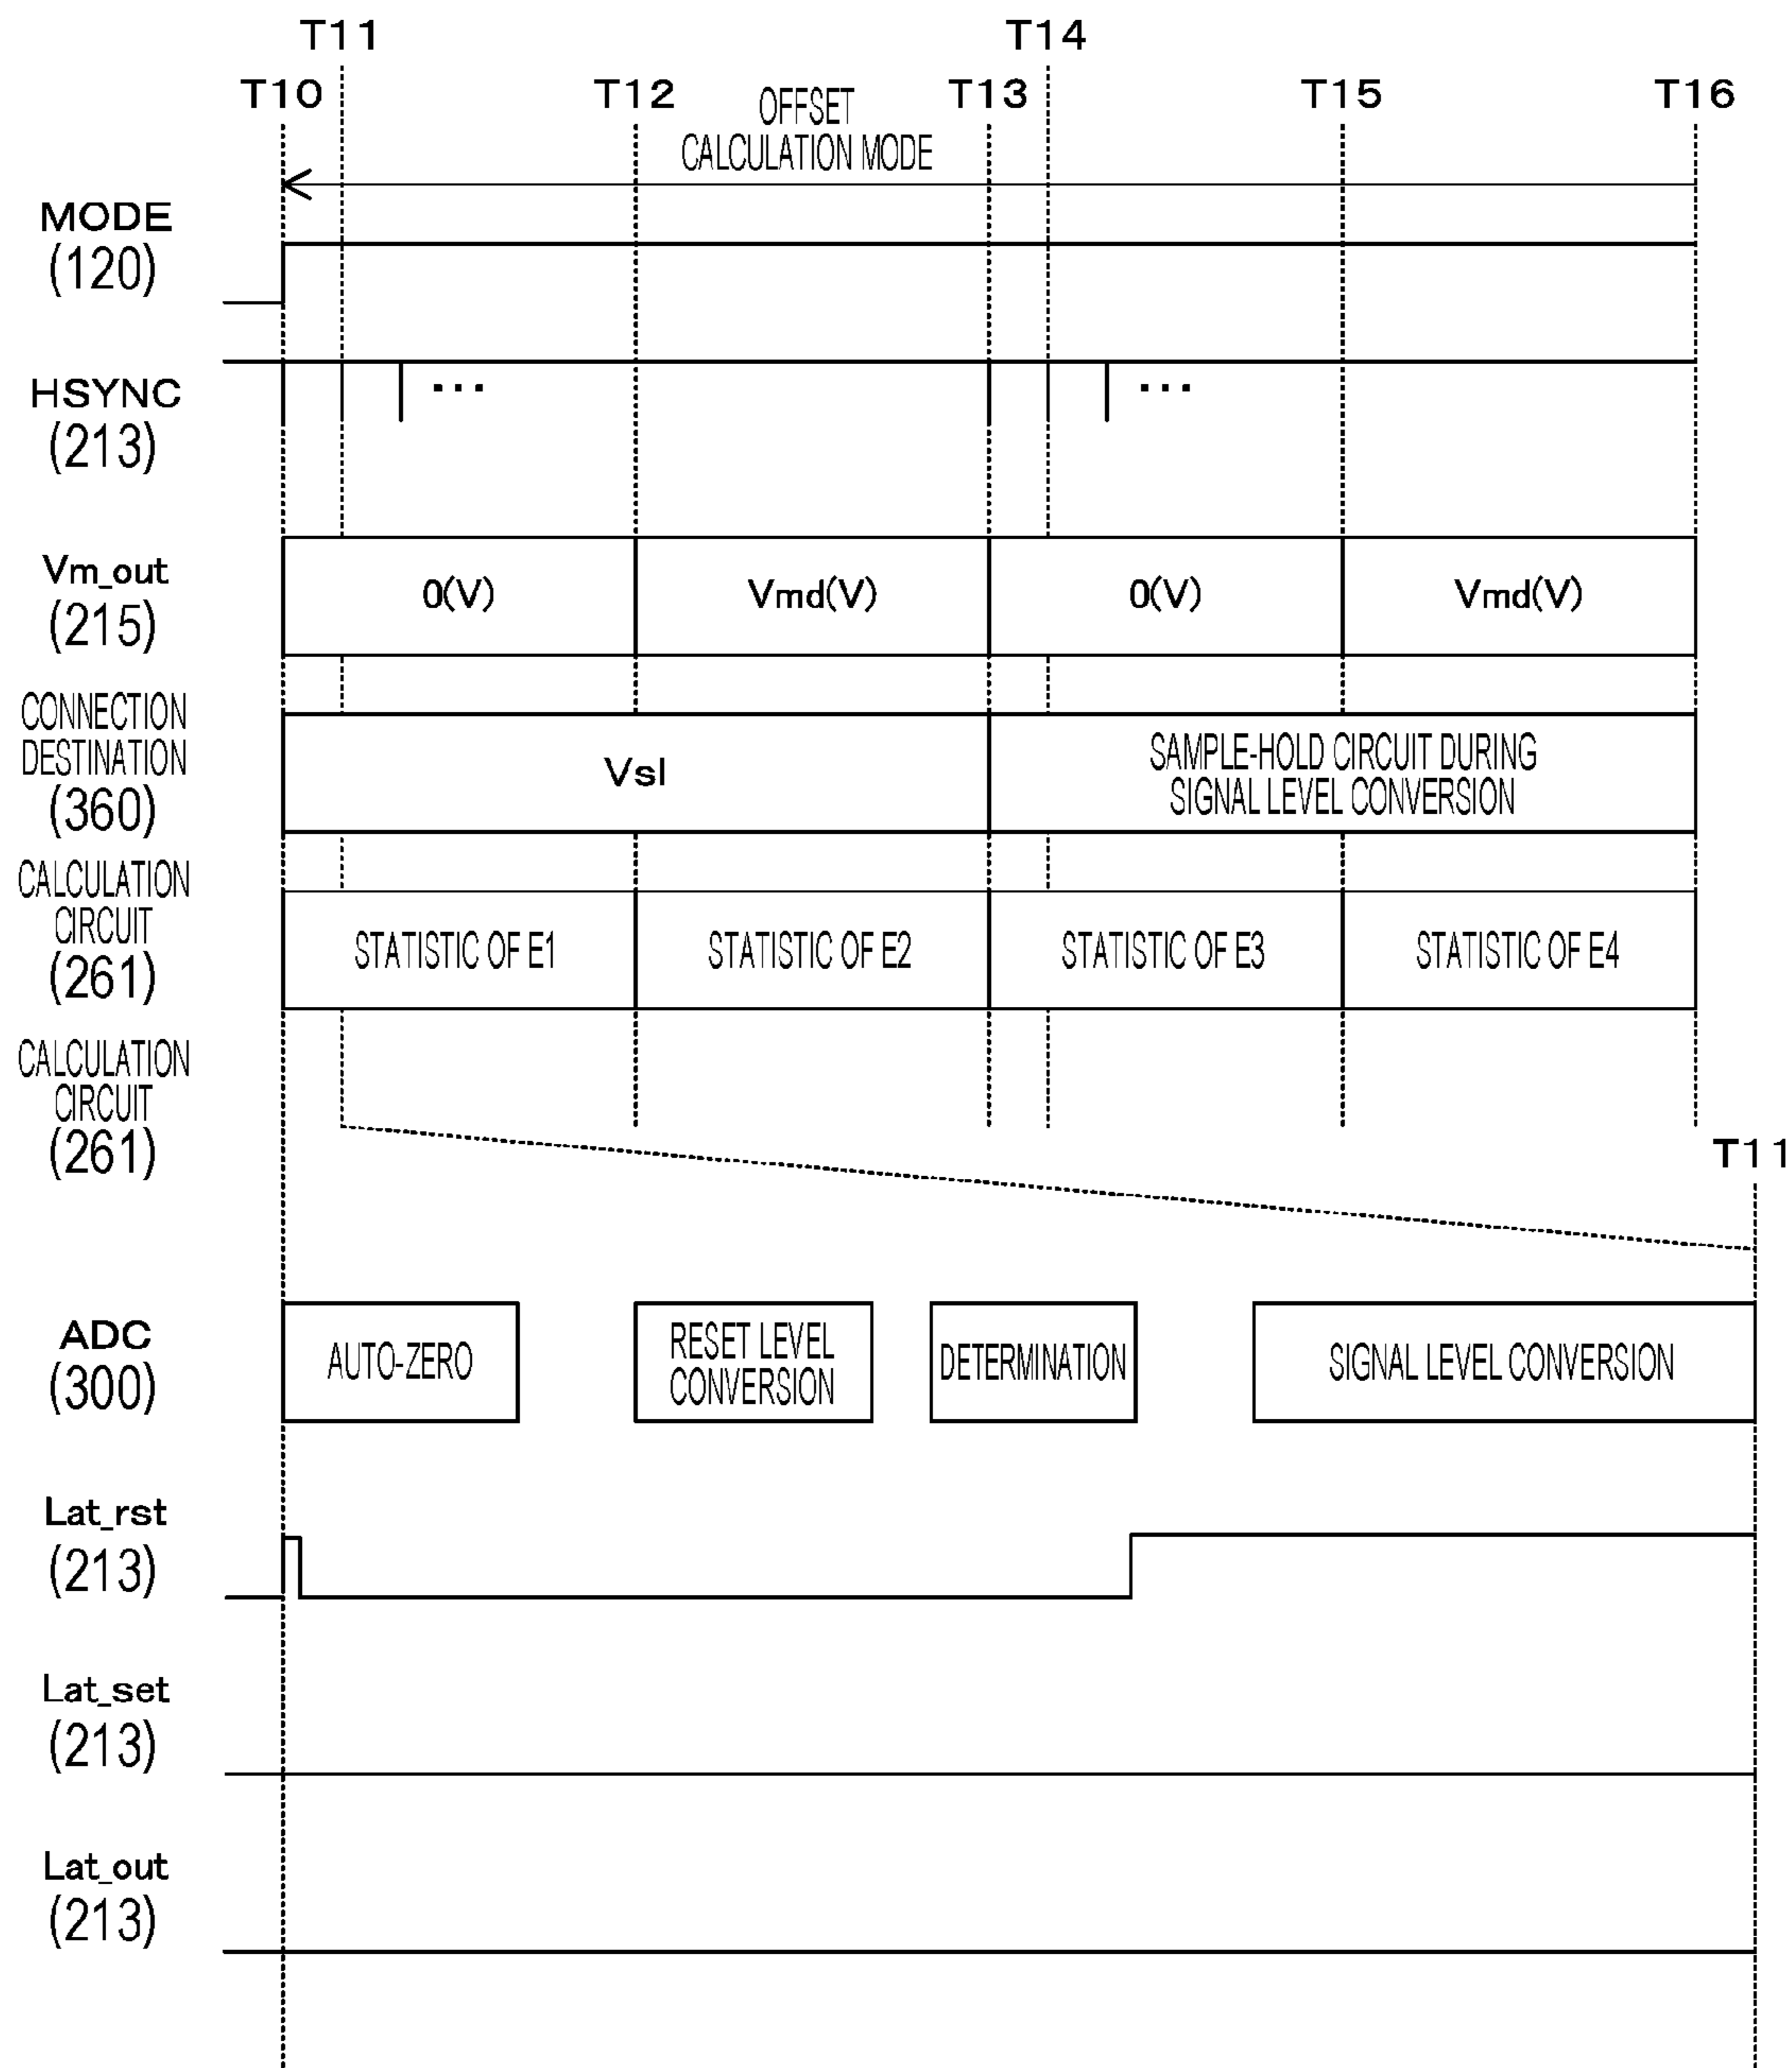 T11
T14
T10
T12
T13
T15
T16
OFFSET
CALCULATION MODE
MODE
(120)
HSYNC
(213)
...
...
Vm_out
(215)
0(V)
Vmd(V)
0(V)
Vmd(V)
CONNECTION
DESTINATION
(360)
Vsl
SAMPLE-HOLD CIRCUIT DURING
SIGNAL LEVEL CONVERSION
CALCULATION
CIRCUIT
(261)
STATISTIC OF E1
STATISTIC OF E2
STATISTIC OF E3
STATISTIC OF E4
CALCULATION
CIRCUIT
(261)
T11
ADC
(300)
AUTO-ZERO
RESET LEVEL
CONVERSION
DETERMINATION
SIGNAL LEVEL CONVERSION
Lat_rst
(213)
Lat_set
(213)
Lat_out
(213)